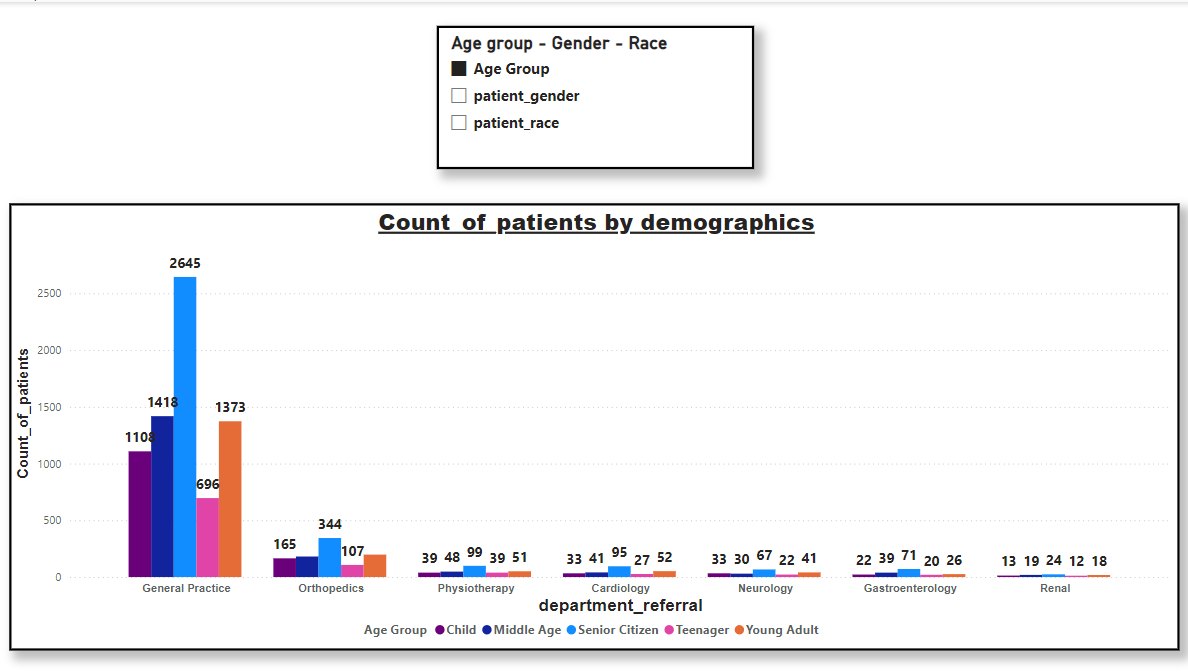 Age group - Gender - Race
Age Group
patient_gender
patient_race
Count_of_patients by demographics
Count_of_patients
2500
2000
1500
1000
500
0
1108 1418 2645 696 1373
165 344 107
39 48 99 39 51
33 41 95 27 52
33 30 67 22 41
22 39 71 20 26
13 19 24 12 18
General Practice Orthopedics Physiotherapy Cardiology Neurology Gastroenterology Renal
department_referral
Age Group Child Middle Age Senior Citizen Teenager Young Adult